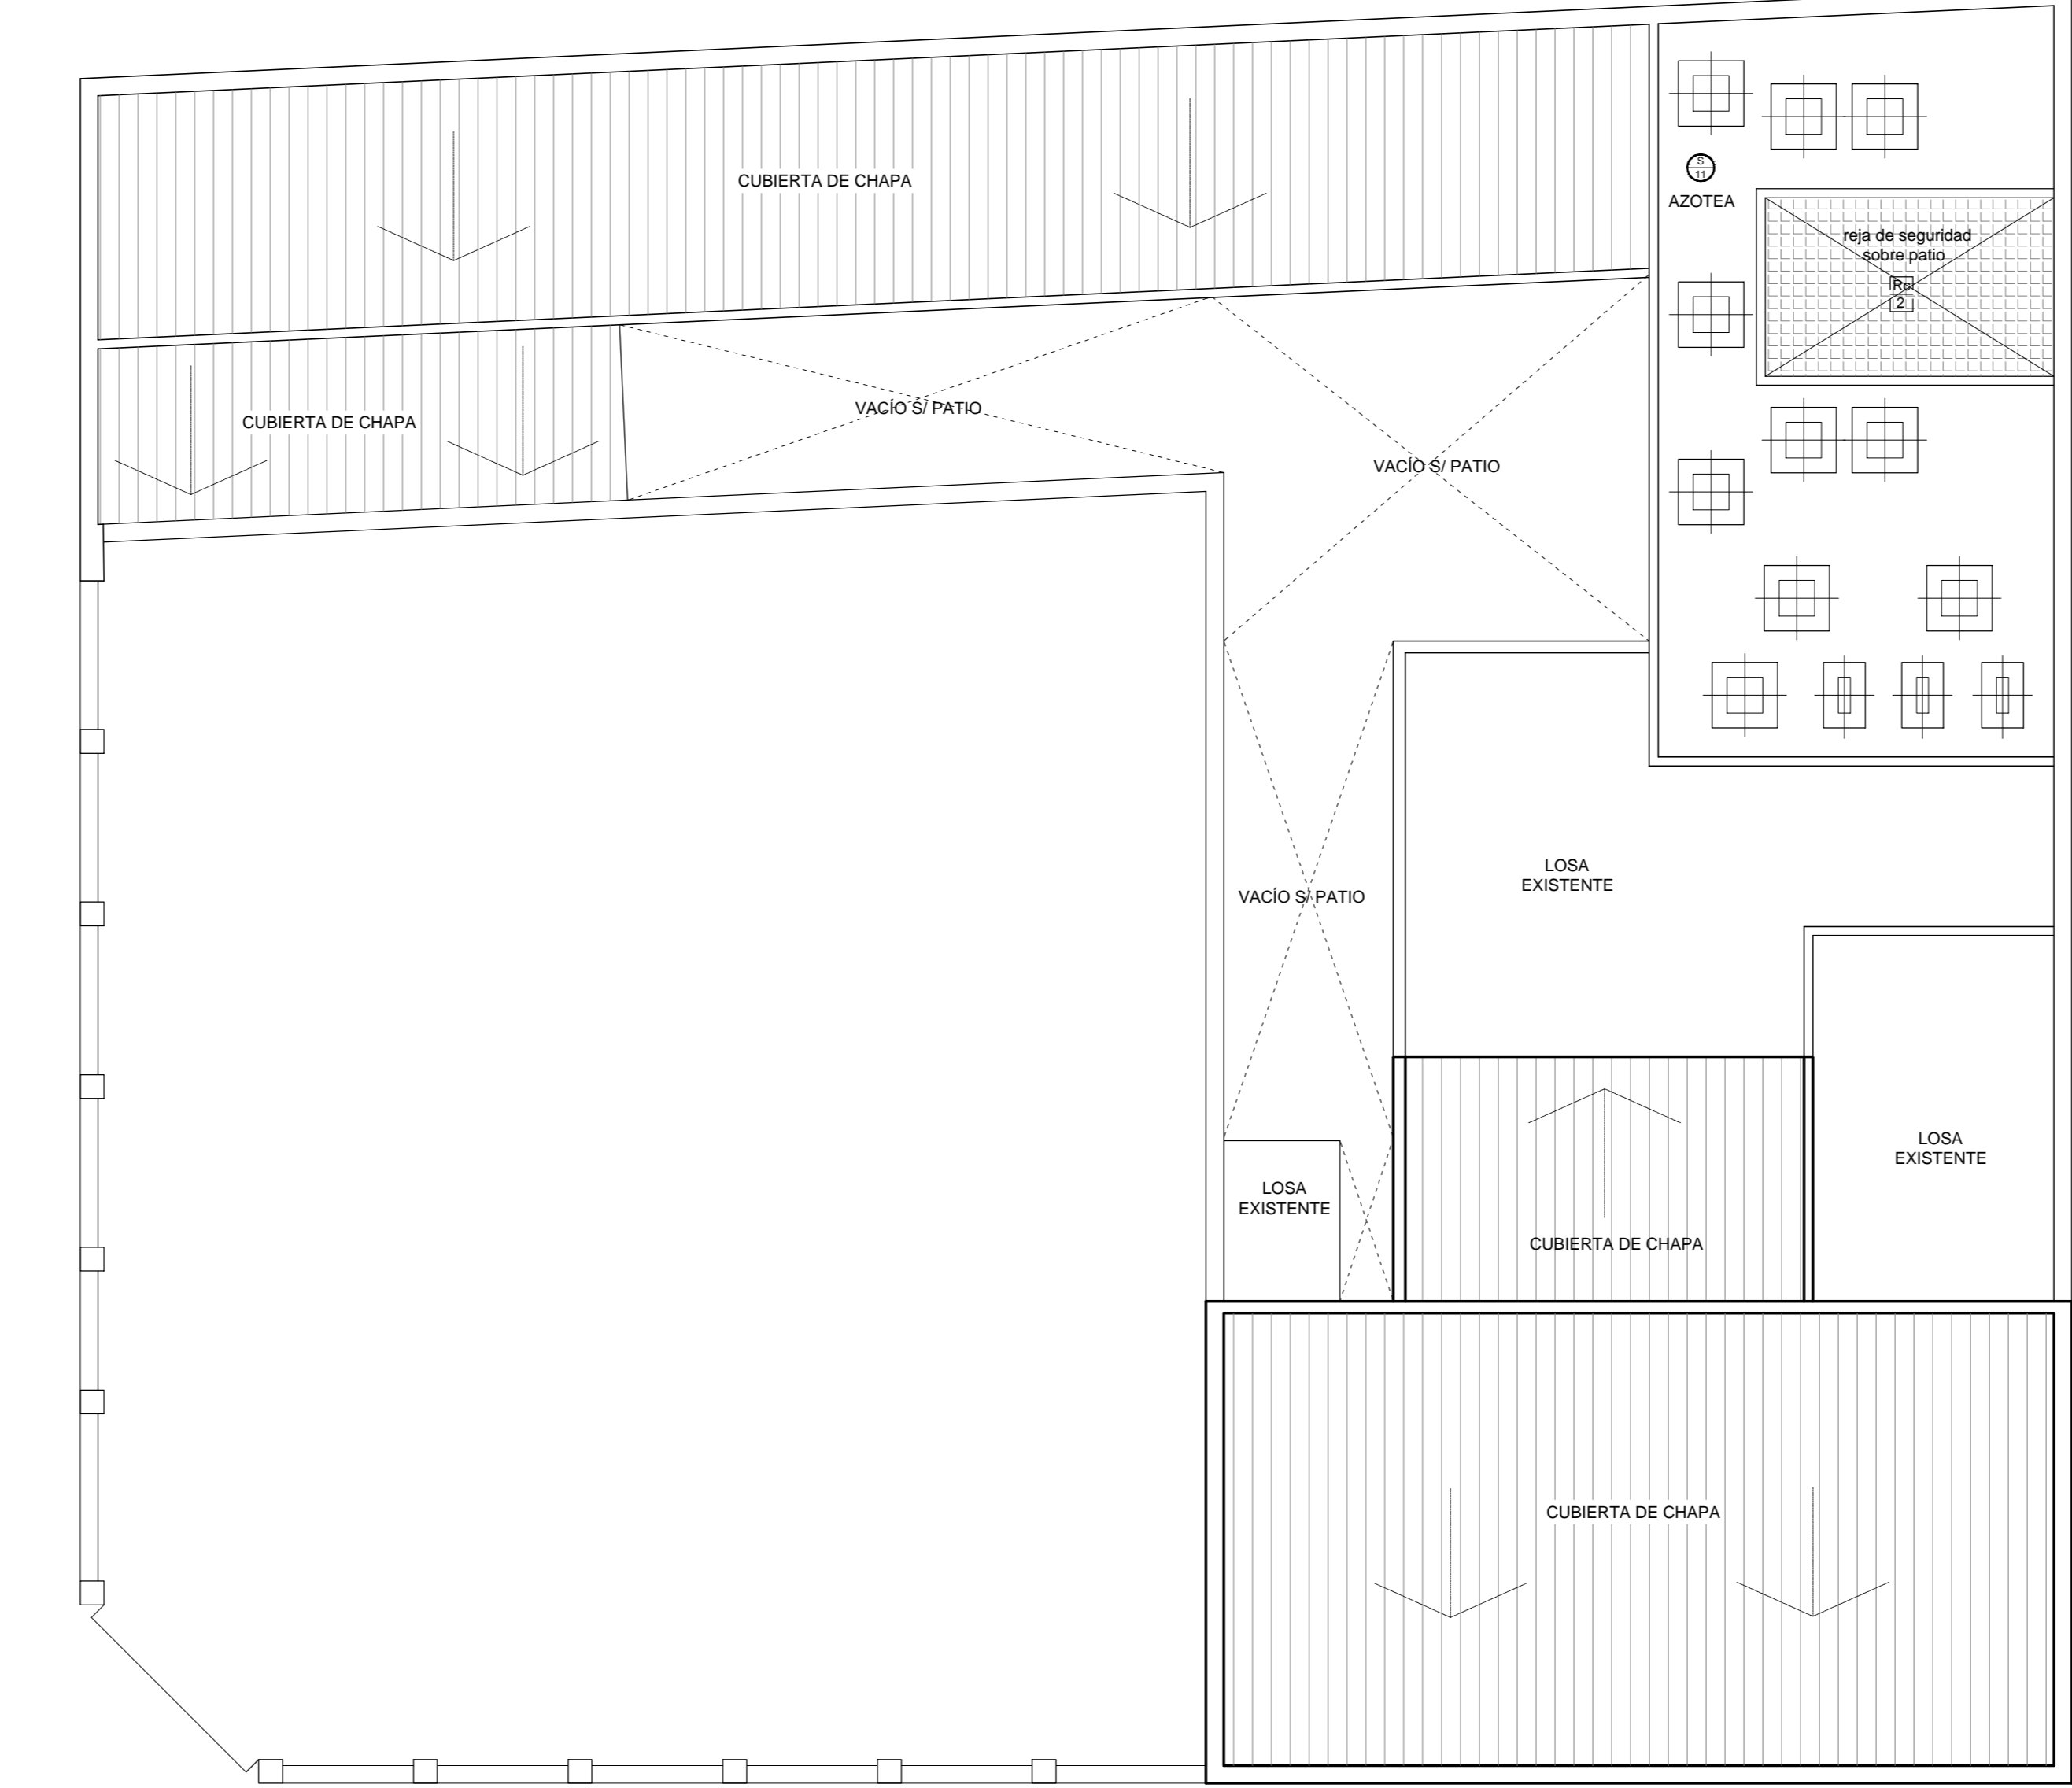 CUBIERTA DE CHAPA
S
11
AZOTEA
reja de seguridad
sobre patio
Rc
2
CUBIERTA DE CHAPA
VACÍO S/ PATIO
VACÍO S/ PATIO
LOSA
EXISTENTE
VACÍO S/ PATIO
LOSA
EXISTENTE
LOSA
EXISTENTE
CUBIERTA DE CHAPA
CUBIERTA DE CHAPA